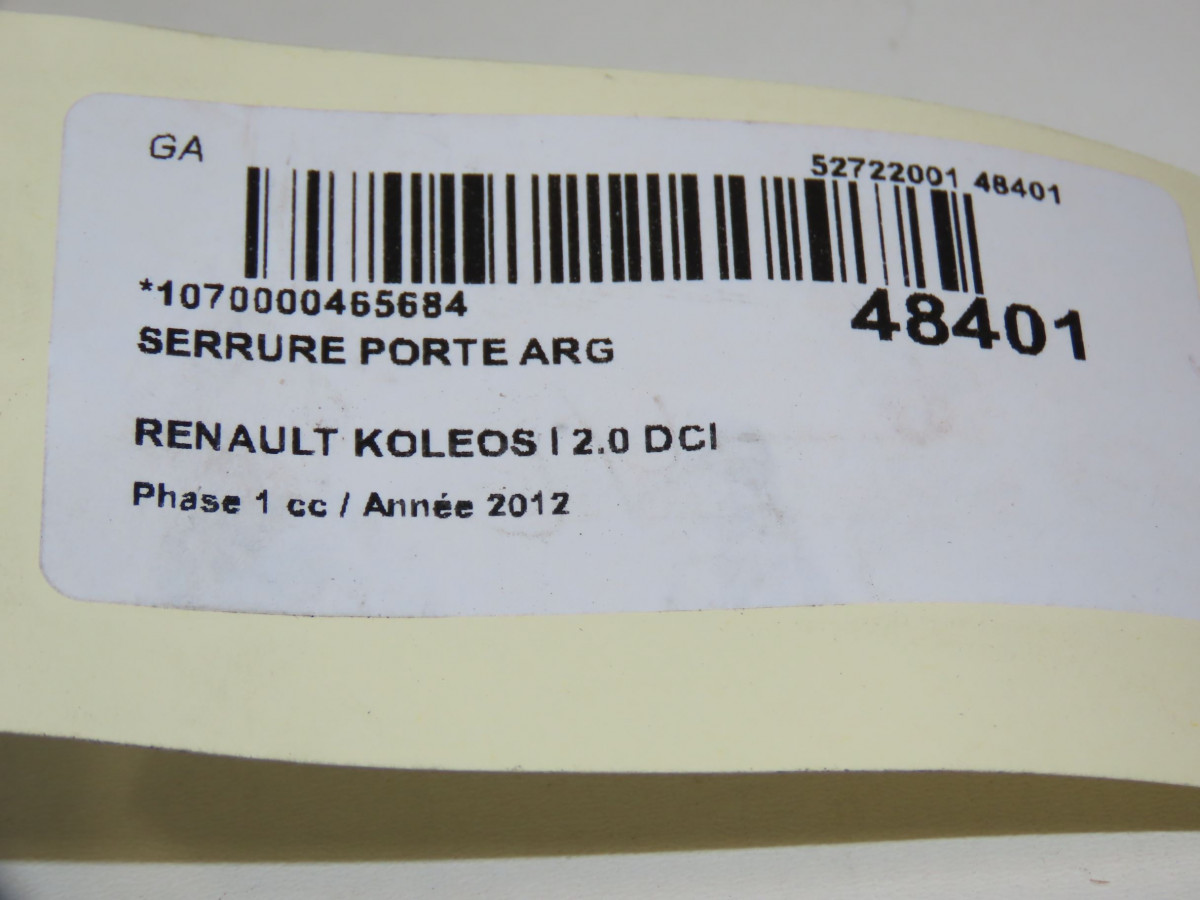 GA
52722001 48401
*1070000465684
48401
SERRURE PORTE ARG
RENAULT KOLEOS I 2.0 DCI
Phase 1 cc / Année 2012